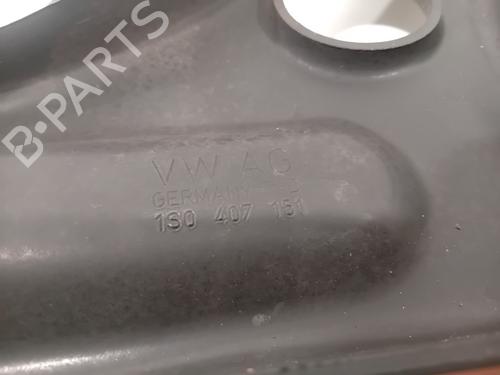 B-PARTS
VW AG
GERMANY
1S0 407 151